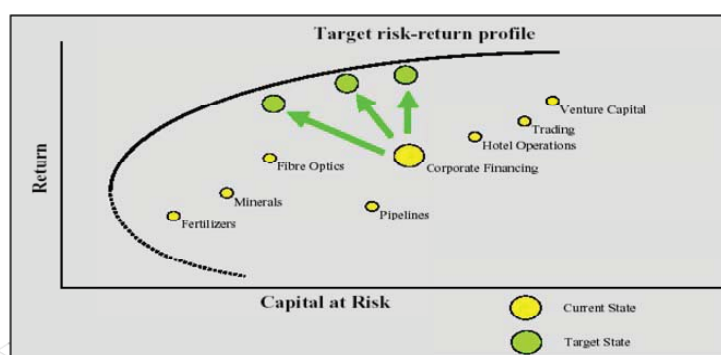 Target risk-return profile
Venture Capital
Trading
Hotel Operations
Corporate Financing
Fibre Optics
Minerals
Pipelines
Fertilizers
Return
Capital at Risk
Current State
Target State